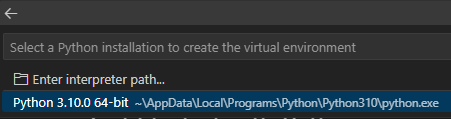 Select a Python installation to create the virtual environment
Enter interpreter path...
Python 3.10.0 64-bit ~\AppData\Local\Programs\Python\Python310\python.exe